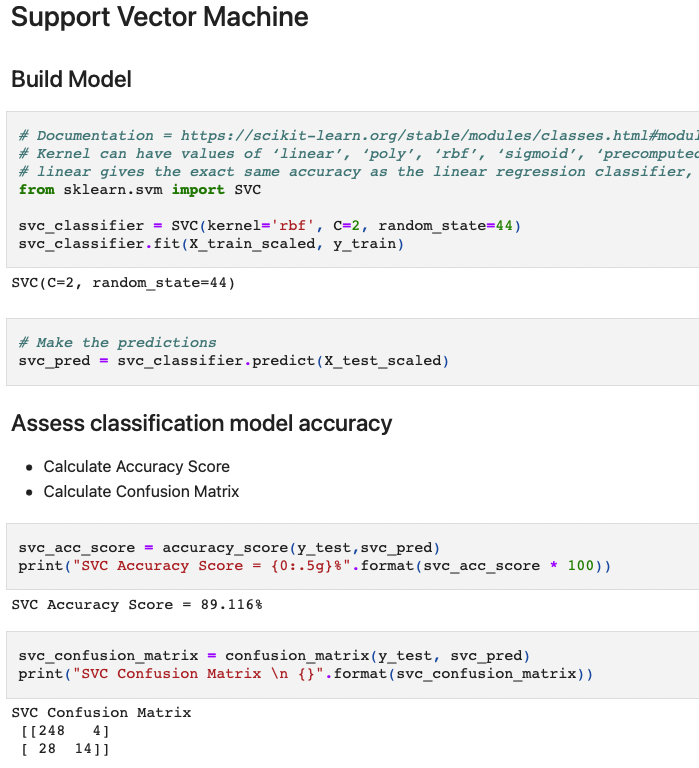 Support Vector Machine
Build Model
# Documentation = https://scikit-learn.org/stable/modules/classes.html#modul
# Kernel can have values of ‘linear’, ‘poly’, ‘rbf’, ‘sigmoid’, ‘precomputed
# linear gives the exact same accuracy as the linear regression classifier,
from sklearn.svm import SVC
svc_classifier = SVC(kernel='rbf', C=2, random_state=44)
svc_classifier.fit(X_train_scaled, y_train)
SVC(C=2, random_state=44)
# Make the predictions
svc_pred = svc_classifier.predict(X_test_scaled)
Assess classification model accuracy
• Calculate Accuracy Score
• Calculate Confusion Matrix
svc_acc_score = accuracy_score(y_test,svc_pred)
print("SVC Accuracy Score = {0:.5g}%".format(svc_acc_score * 100))
SVC Accuracy Score = 89.116%
svc_confusion_matrix = confusion_matrix(y_test, svc_pred)
print("SVC Confusion Matrix \n {}".format(svc_confusion_matrix))
SVC Confusion Matrix
[[248   4]
[ 28  14]]